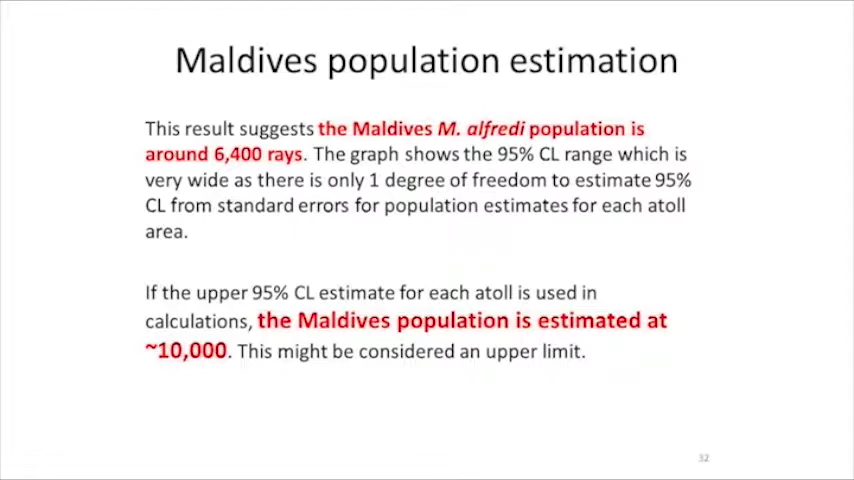 Maldives population estimation
This result suggests the Maldives M. alfredi population is
around 6,400 rays. The graph shows the 95% CL range which is
very wide as there is only 1 degree of freedom to estimate 95%
CL from standard errors for population estimates for each atoll
area.
If the upper 95% CL estimate for each atoll is used in
calculations, the Maldives population is estimated at
~10,000. This might be considered an upper limit.
32